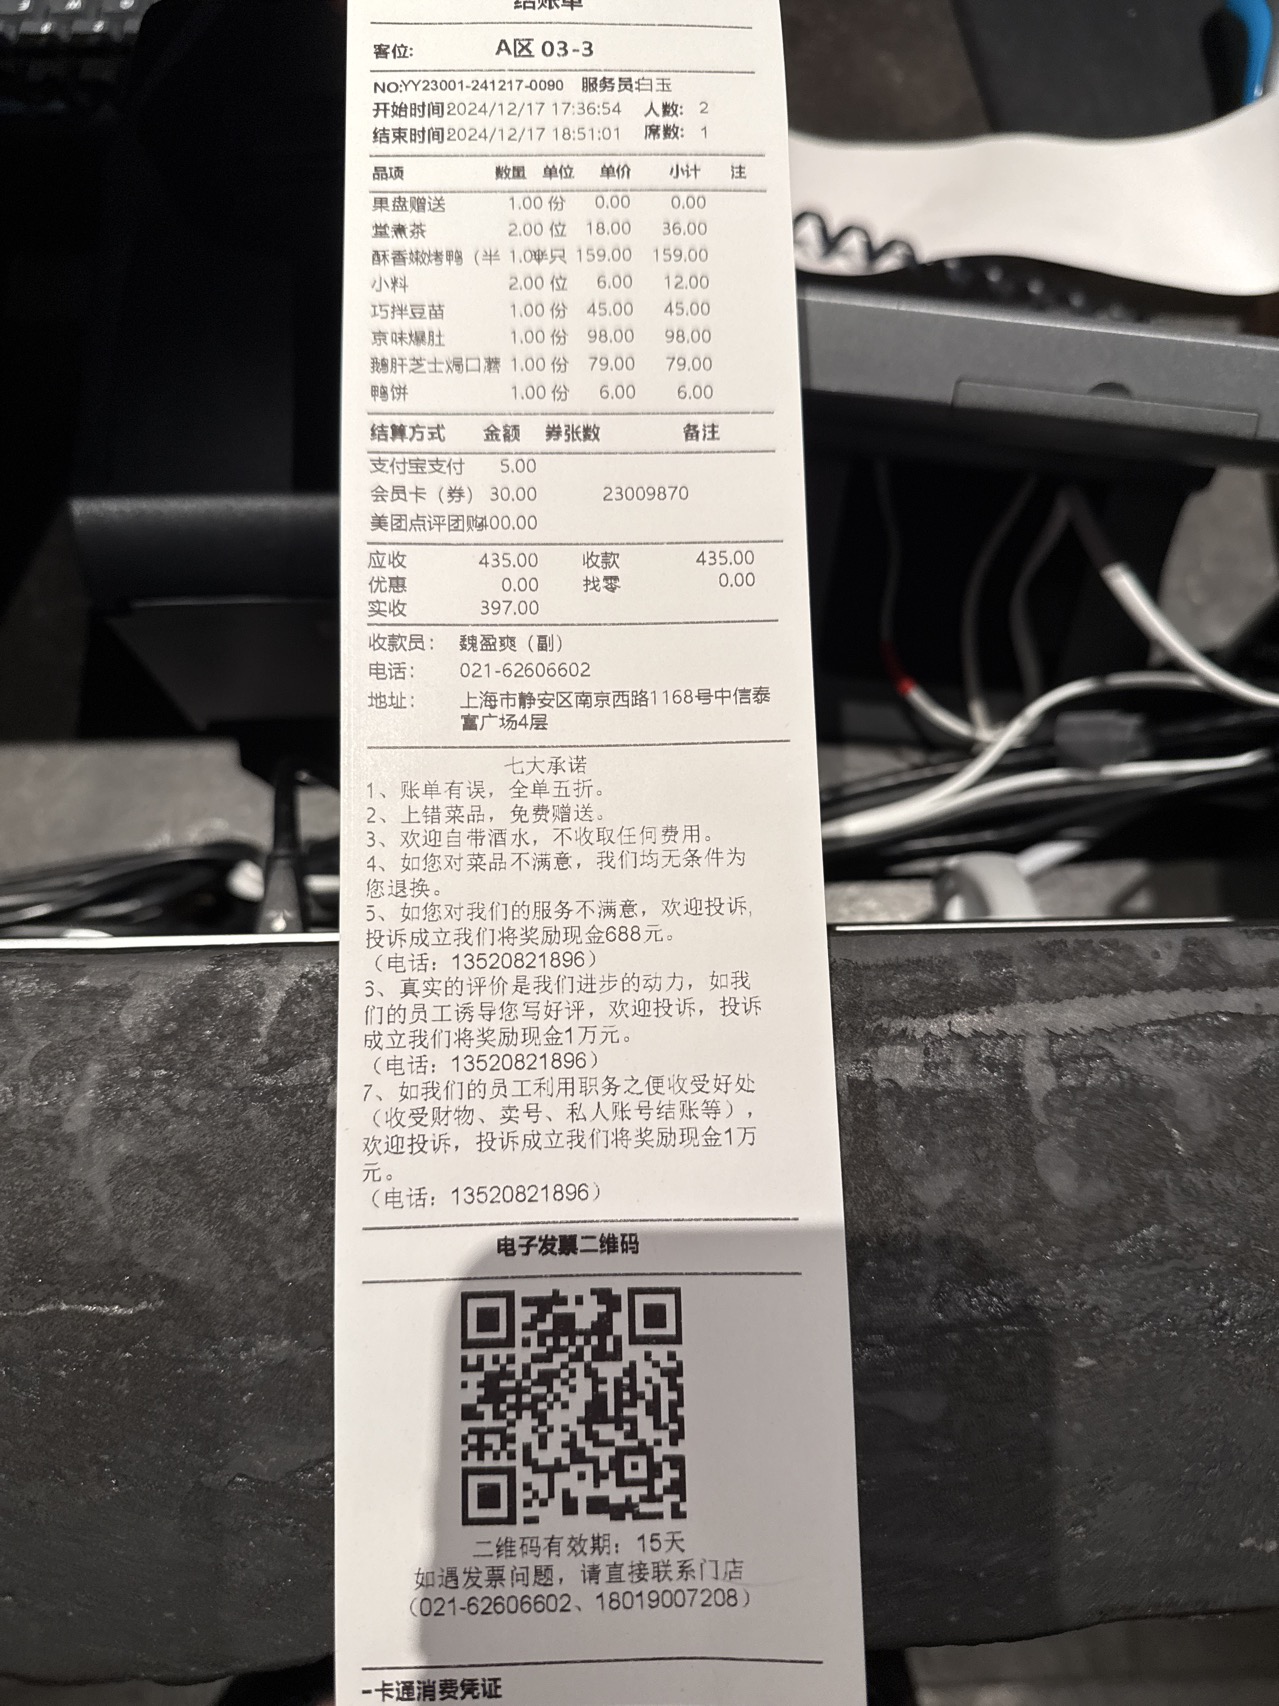 结账单
客位： A区 03-3
NO:YY23001-241217-0090 服务员:白玉
开始时间2024/12/17 17:36:54 人数： 2
结束时间2024/12/17 18:51:01 席数： 1
品项 数量 单位 单价 小计 注
果盘赠送 1.00 份 0.00 0.00
堂煮茶 2.00 位 18.00 36.00
酥香嫩烤鸭（半 1.00半只 159.00 159.00
小料 2.00 位 6.00 12.00
巧拌豆苗 1.00 份 45.00 45.00
京味爆肚 1.00 份 98.00 98.00
鹅肝芝士焗口蘑 1.00 份 79.00 79.00
鸭饼 1.00 份 6.00 6.00
结算方式 金额 券张数 备注
支付宝支付 5.00
会员卡（券） 30.00 23009870
美团点评团购400.00
应收 435.00 收款 435.00
优惠 0.00 找零 0.00
实收 397.00
收款员： 魏盈爽（副）
电话： 021-62606602
地址： 上海市静安区南京西路1168号中信泰
富广场4层
七大承诺
1、账单有误，全单五折。
2、上错菜品，免费赠送。
3、欢迎自带酒水，不收取任何费用。
4、如您对菜品不满意，我们均无条件为
您退换。
5、如您对我们的服务不满意，欢迎投诉，
投诉成立我们将奖励现金688元。
（电话：13520821896）
6、真实的评价是我们进步的动力，如我
们的员工诱导您写好评，欢迎投诉，投诉
成立我们将奖励现金1万元。
（电话：13520821896）
7、如我们的员工利用职务之便收受好处
（收受财物、卖号、私人账号结账等），
欢迎投诉，投诉成立我们将奖励现金1万
元。
（电话：13520821896）
电子发票二维码
二维码有效期：15天
如遇发票问题，请直接联系门店
（021-62606602、18019007208）
-卡通消费凭证